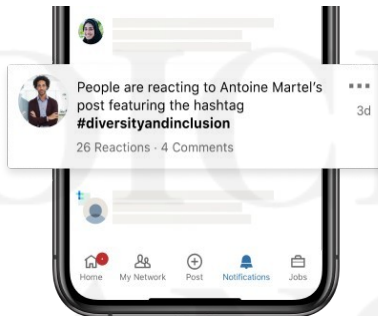 People are reacting to Antoine Martel's
post featuring the hashtag
#diversityandinclusion
3d
26 Reactions · 4 Comments
Home
My Network
Post
Notifications
Jobs